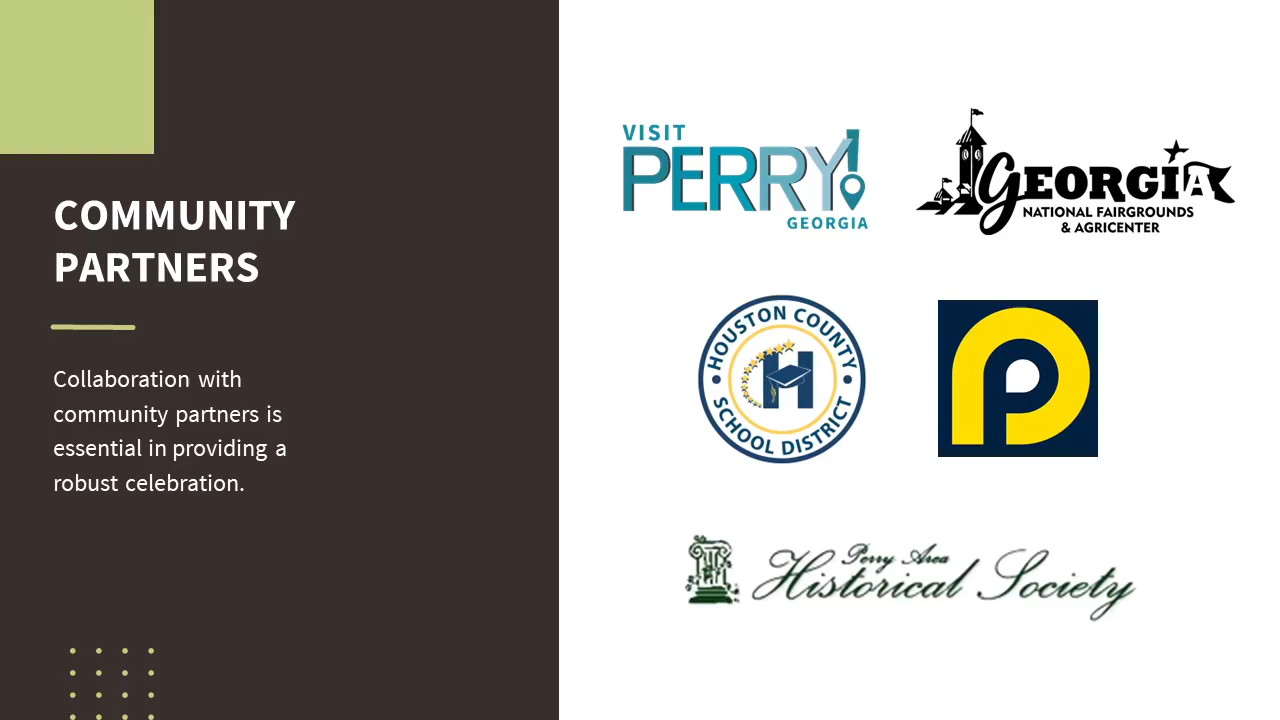 COMMUNITY
PARTNERS
Collaboration with
community partners is
essential in providing a
robust celebration.
VISIT
PERRY!
GEORGIA
GEORGIA
NATIONAL FAIRGROUNDS
& AGRICENTER
HOUSTON COUNTY
H
SCHOOL DISTRICT
P
Perry Area
Historical Society